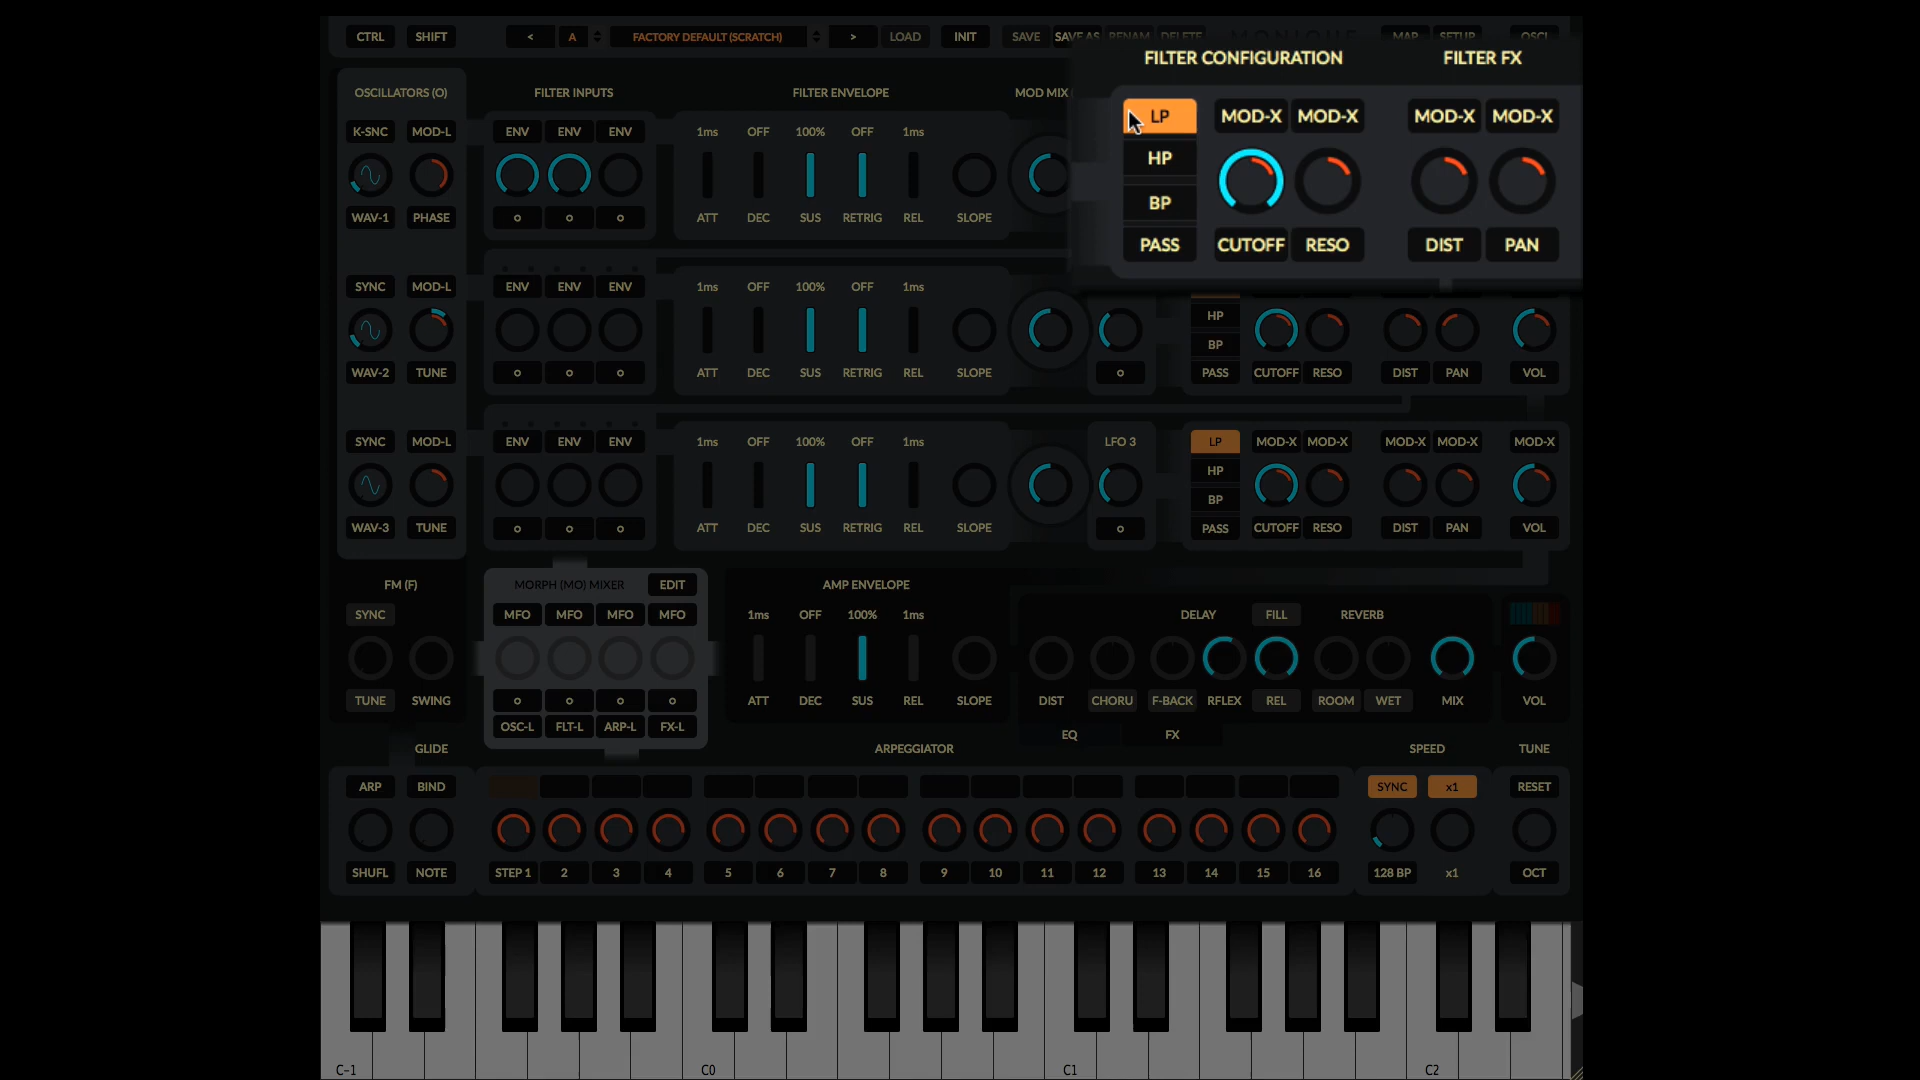 CTRL SHIFT < A FACTORY DEFAULT (SCRATCH) > LOAD INIT SAVE SAVE AS RENAM DELETE MAP SETUP OSCI
FILTER CONFIGURATION FILTER FX
OSCILLATORS (O) FILTER INPUTS FILTER ENVELOPE MOD MIX
LP MOD-X MOD-X MOD-X MOD-X
K-SNC MOD-L ENV ENV ENV 1ms OFF 100% OFF 1ms
HP
BP
WAV-1 PHASE o o o ATT DEC SUS RETRIG REL SLOPE
PASS CUTOFF RESO DIST PAN
SYNC MOD-L ENV ENV ENV 1ms OFF 100% OFF 1ms
HP
BP
WAV-2 TUNE o o o ATT DEC SUS RETRIG REL SLOPE o PASS CUTOFF RESO DIST PAN VOL
SYNC MOD-L ENV ENV ENV 1ms OFF 100% OFF 1ms LFO 3 LP MOD-X MOD-X MOD-X MOD-X MOD-X
HP
BP
WAV-3 TUNE o o o ATT DEC SUS RETRIG REL SLOPE o PASS CUTOFF RESO DIST PAN VOL
FM (F) MORPH (MO) MIXER EDIT AMP ENVELOPE
SYNC MFO MFO MFO MFO 1ms OFF 100% 1ms DELAY FILL REVERB
TUNE SWING o o o o ATT DEC SUS REL SLOPE DIST CHORU F-BACK RFLEX REL ROOM WET MIX VOL
OSC-L FLT-L ARP-L FX-L
EQ FX
GLIDE ARPEGGIATOR SPEED TUNE
ARP BIND SYNC x1 RESET
SHUFL NOTE STEP 1 2 3 4 5 6 7 8 9 10 11 12 13 14 15 16 128 BP x1 OCT
C-1 C0 C1 C2